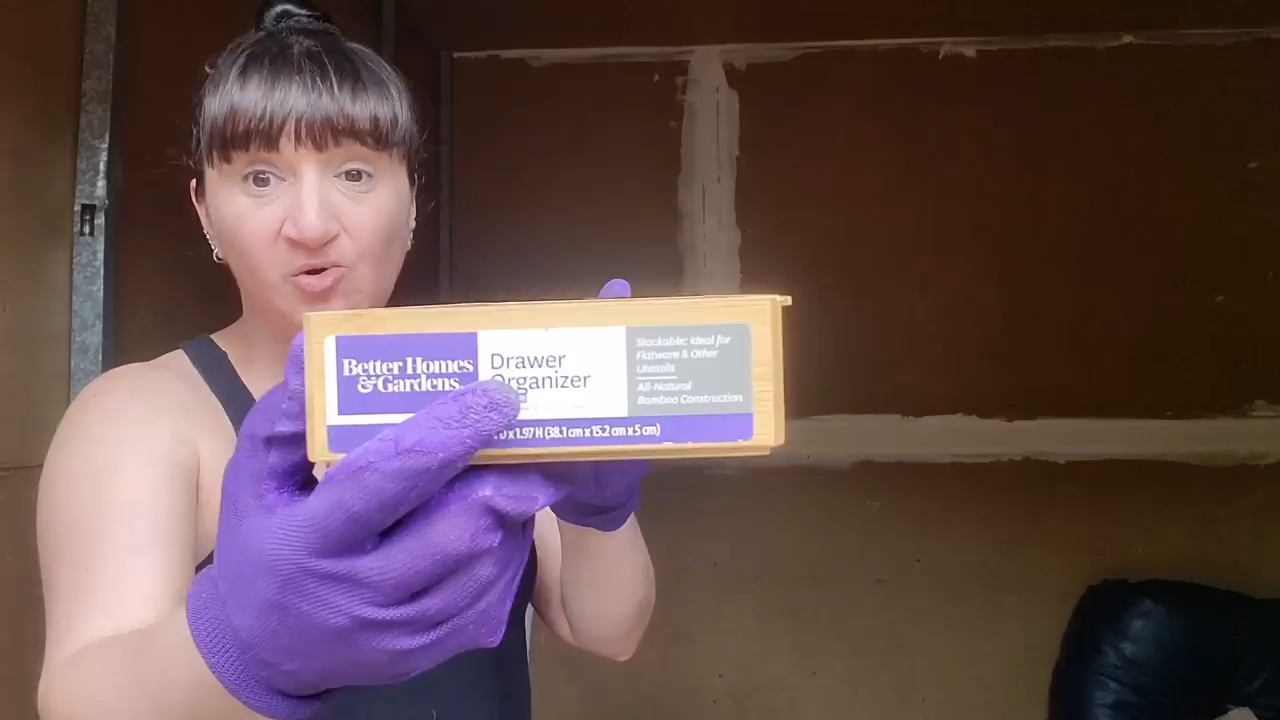 Better Homes
& Gardens
Drawer
Organizer
Stackable; Ideal for
Flatware & Other
Utensils
All-Natural
Bamboo Construction
D x 1.97 H (38.1 cm x 15.2 cm x 5 cm)